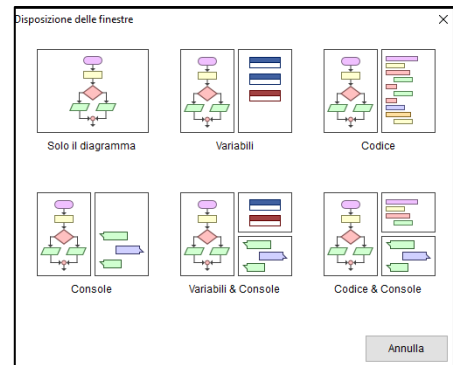 Disposizione delle finestre
Solo il diagramma
Variabili
Codice
Console
Variabili & Console
Codice & Console
Annulla